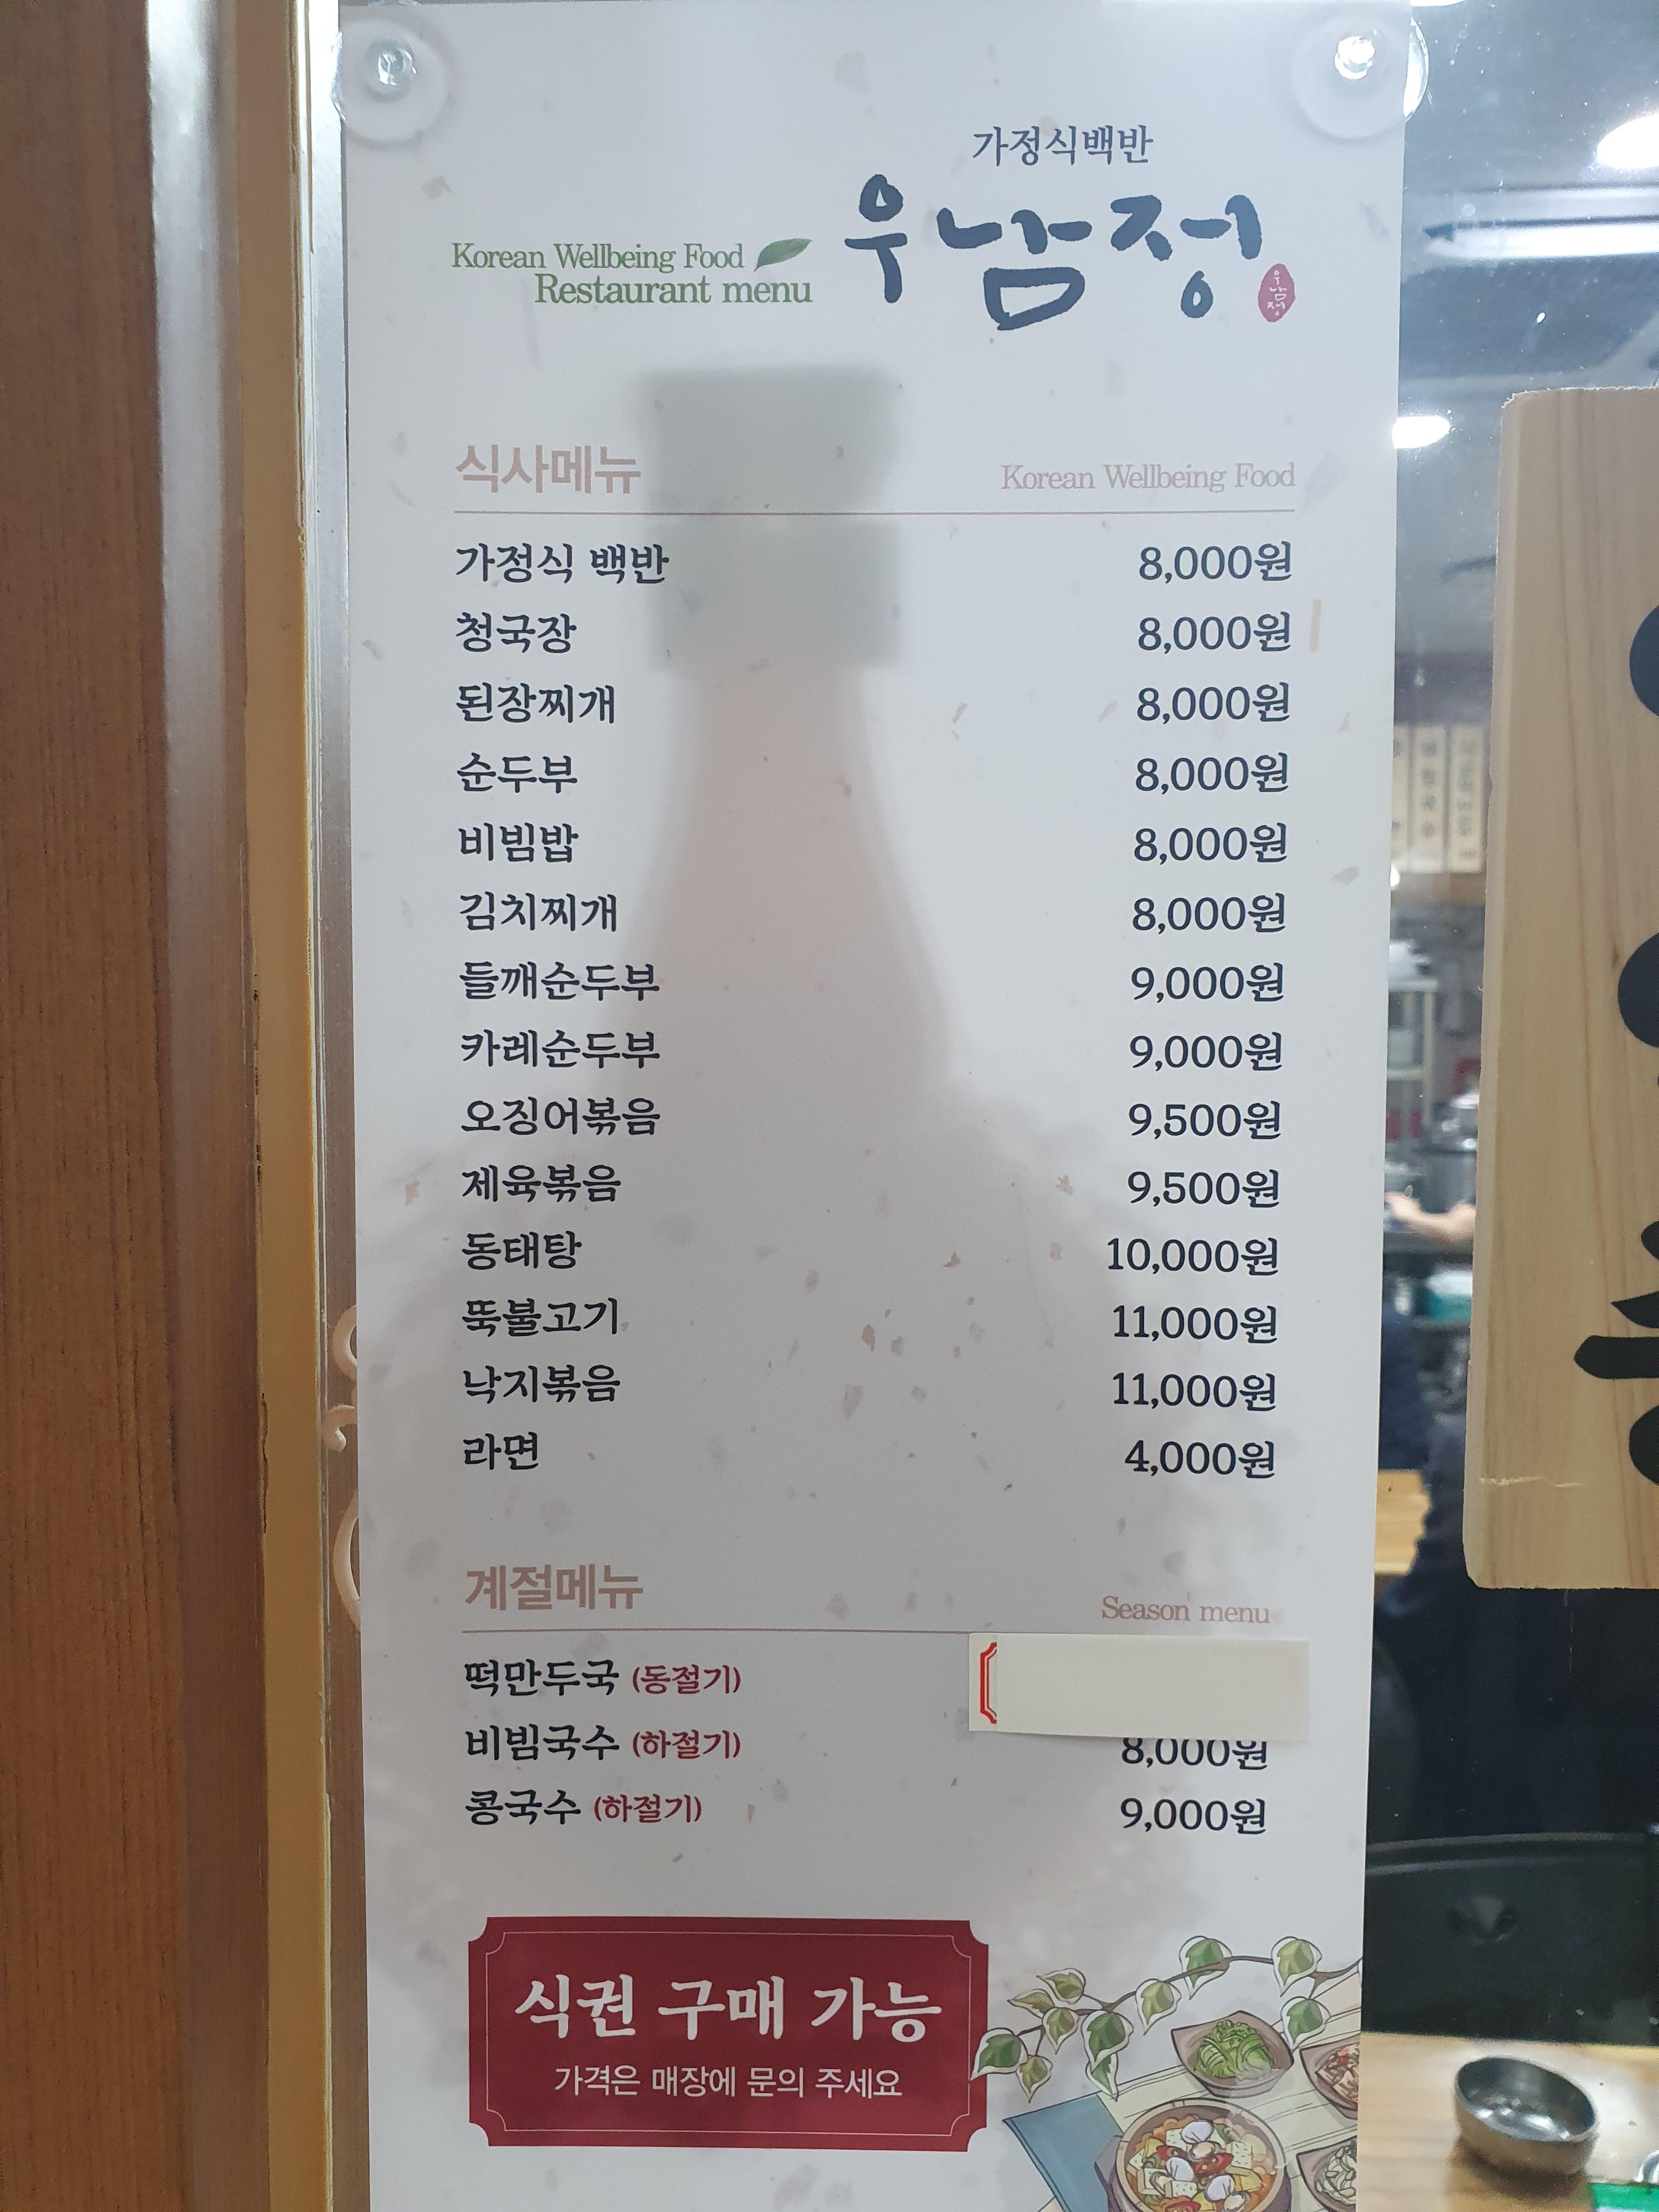 가정식백반
우남정
우남정
Korean Wellbeing Food
Restaurant menu
식사메뉴 Korean Wellbeing Food
가정식 백반 8,000원
청국장 8,000원
된장찌개 8,000원
순두부 8,000원
비빔밥 8,000원
김치찌개 8,000원
들깨순두부 9,000원
카레순두부 9,000원
오징어볶음 9,500원
제육볶음 9,500원
동태탕 10,000원
뚝불고기 11,000원
낙지볶음 11,000원
라면 4,000원
계절메뉴 Season menu
떡만두국 (동절기)
비빔국수 (하절기) 8,000원
콩국수 (하절기) 9,000원
식권 구매 가능
가격은 매장에 문의 주세요